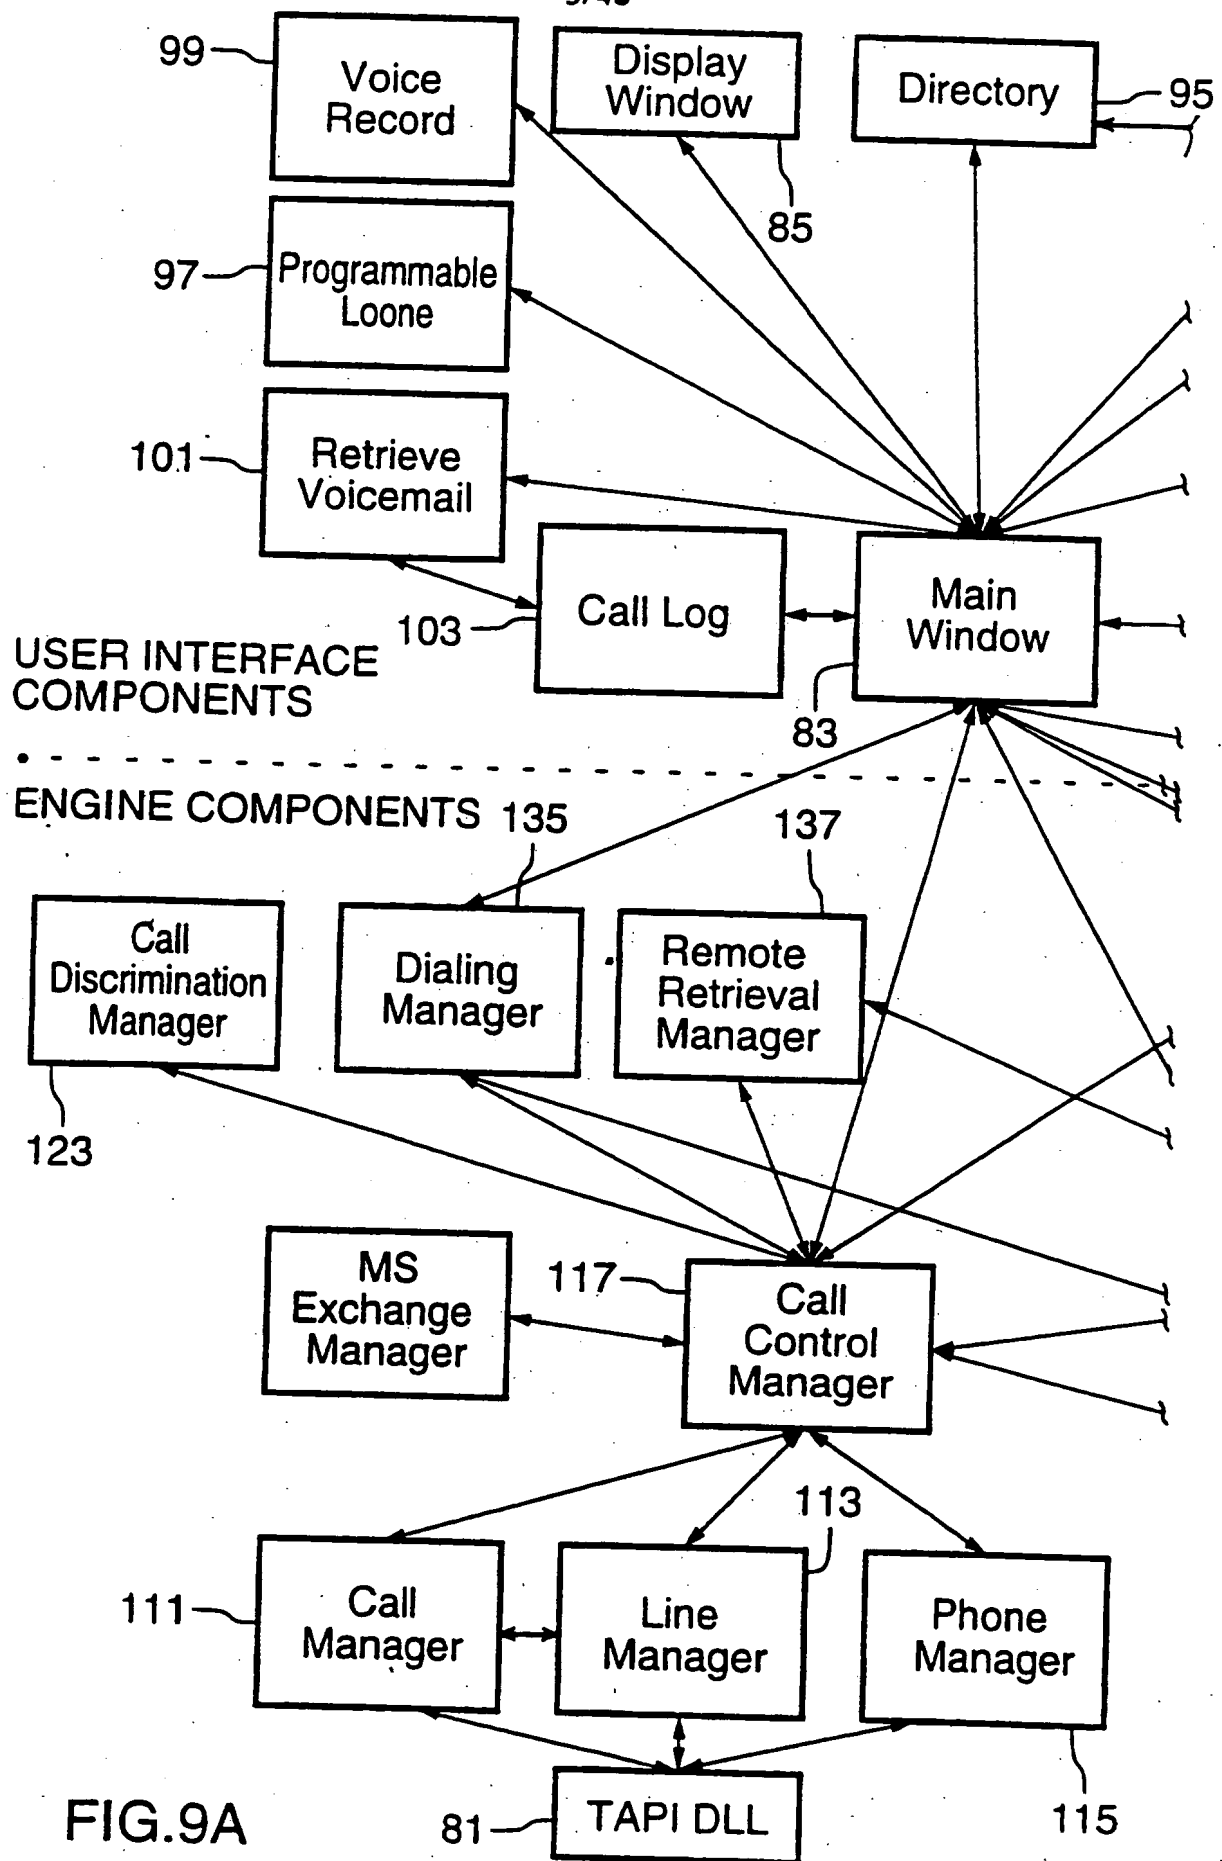 99
Voice
Record
Display
Window
85
Directory
95
97
Programmable
Loone
101
Retrieve
Voicemail
103
Call Log
Main
Window
83
USER INTERFACE
COMPONENTS
ENGINE COMPONENTS
135
137
Call
Discrimination
Manager
123
Dialing
Manager
Remote
Retrieval
Manager
MS
Exchange
Manager
117
Call
Control
Manager
113
111
Call
Manager
Line
Manager
Phone
Manager
115
81
TAPI DLL
FIG.9A